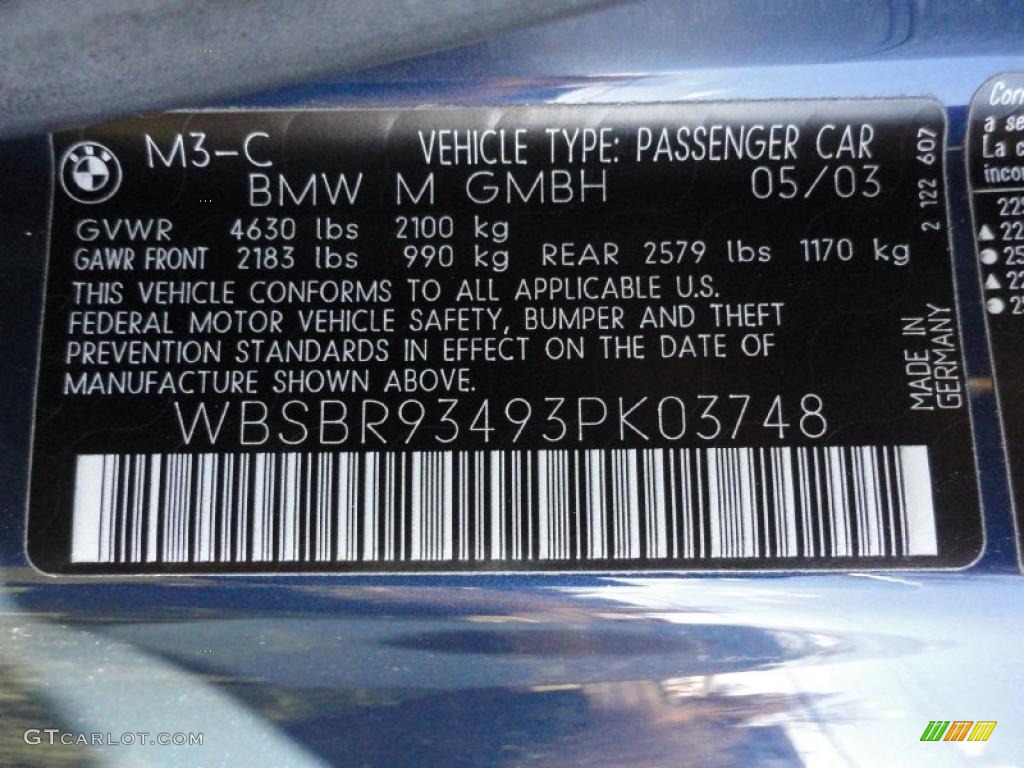 BMW
M3-C VEHICLE TYPE: PASSENGER CAR
BMW M GMBH 05/03
GVWR 4630 lbs 2100 kg
GAWR FRONT 2183 lbs 990 kg REAR 2579 lbs 1170 kg
THIS VEHICLE CONFORMS TO ALL APPLICABLE U.S.
FEDERAL MOTOR VEHICLE SAFETY, BUMPER AND THEFT
PREVENTION STANDARDS IN EFFECT ON THE DATE OF
MANUFACTURE SHOWN ABOVE.
WBSBR93493PK03748
2 122 607
MADE IN
GERMANY
a se
La c
GTCARLOT.COM